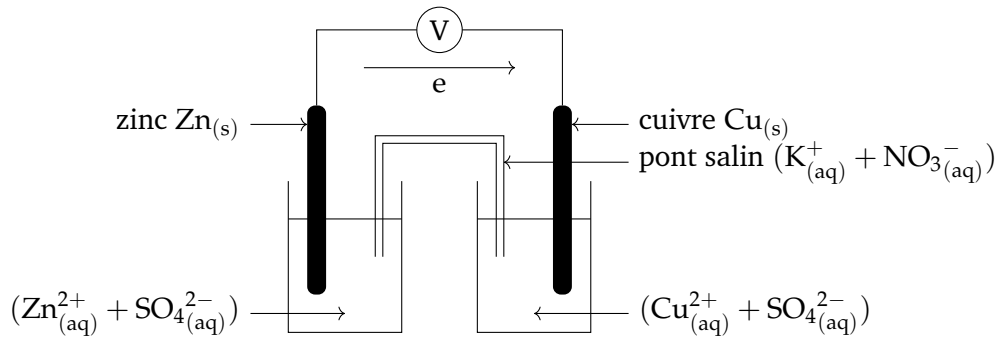 V
e
zinc Zn₍ₛ₎
cuivre Cu₍ₛ₎
pont salin (K⁺₍aq₎ + NO₃⁻₍aq₎)
(Zn²⁺₍aq₎ + SO₄²⁻₍aq₎)
(Cu²⁺₍aq₎ + SO₄²⁻₍aq₎)